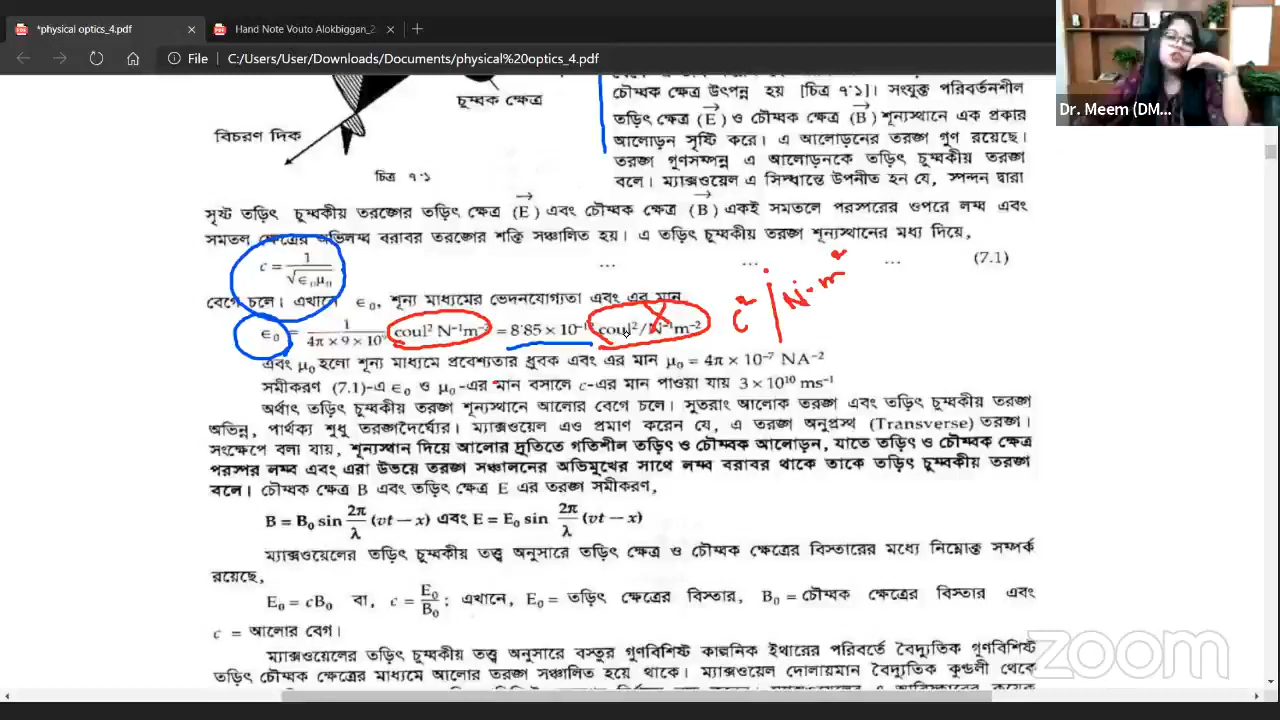 *physical optics_4.pdf
Hand Note Vouto Alokbiggan_2
File
C:/Users/User/Downloads/Documents/physical%20optics_4.pdf
Dr. Meem (DM...
চুম্বক ক্ষেত্র
বিচরণ দিক
চিত্র ৭·১
চৌম্বক ক্ষেত্র উৎপন্ন হয় [চিত্র ৭·১]। সংযুক্ত পরিবর্তনশীল
তড়িৎ ক্ষেত্র (E) ও চৌম্বক ক্ষেত্র (B) শূন্যস্থানে এক প্রকার
আলোড়ন সৃষ্টি করে। এ আলোড়নের তরঙ্গ গুণ রয়েছে।
তরঙ্গ গুণসম্পন্ন এ আলোড়নকে তড়িৎ চুম্বকীয় তরঙ্গ
বলে। ম্যাক্সওয়েল এ সিদ্ধান্তে উপনীত হন যে, স্পন্দন দ্বারা
সৃষ্ট তড়িৎ চুম্বকীয় তরঙ্গের তড়িৎ ক্ষেত্র (E) এবং চৌম্বক ক্ষেত্র (B) একই সমতলে পরস্পরের ওপরে লম্ব এবং
সমতল ক্ষেত্রের অভিলম্ব বরাবর তরঙ্গের শক্তি সঞ্চালিত হয়। এ তড়িৎ চুম্বকীয় তরঙ্গ শূন্যস্থানের মধ্য দিয়ে,
c = 1/√ϵ₀μ₀ ... ... ... (7.1)
বেগে চলে। এখানে ϵ₀, শূন্য মাধ্যমের ভেদনযোগ্যতা এবং এর মান
C²/N·m²
ϵ₀ = 1/4π × 9 × 10⁹ coul² N⁻¹m⁻² = 8·85 × 10⁻¹² coul²/N⁻¹m⁻²
এবং μ₀ হলো শূন্য মাধ্যমে প্রবেশ্যতার ধ্রুবক এবং এর মান μ₀ = 4π × 10⁻⁷ NA⁻²
সমীকরণ (7.1)-এ ϵ₀ ও μ₀-এর মান বসালে c-এর মান পাওয়া যায় 3 × 10¹⁰ ms⁻¹
অর্থাৎ তড়িৎ চুম্বকীয় তরঙ্গ শূন্যস্থানে আলোর বেগে চলে। সুতরাং আলোক তরঙ্গ এবং তড়িৎ চুম্বকীয় তরঙ্গ
অভিন্ন, পার্থক্য শুধু তরঙ্গদৈর্ঘ্যের। ম্যাক্সওয়েল এও প্রমাণ করেন যে, এ তরঙ্গ অনুপ্রস্থ (Transverse) তরঙ্গ।
সংক্ষেপে বলা যায়, শূন্যস্থান দিয়ে আলোর দ্রুতিতে গতিশীল তড়িৎ ও চৌম্বক আলোড়ন, যাতে তড়িৎ ও চৌম্বক ক্ষেত্র
পরস্পর লম্ব এবং এরা উভয়ে তরঙ্গ সঞ্চালনের অভিমুখের সাথে লম্ব বরাবর থাকে তাকে তড়িৎ চুম্বকীয় তরঙ্গ
বলে। চৌম্বক ক্ষেত্র B এবং তড়িৎ ক্ষেত্র E এর তরঙ্গ সমীকরণ,
B = B₀ sin 2π/λ (vt – x) এবং E = E₀ sin 2π/λ (vt – x)
ম্যাক্সওয়েলের তড়িৎ চুম্বকীয় তত্ত্ব অনুসারে তড়িৎ ক্ষেত্র ও চৌম্বক ক্ষেত্রের বিস্তারের মধ্যে নিম্নোক্ত সম্পর্ক
রয়েছে,
E₀ = cB₀ বা, c = E₀/B₀; এখানে, E₀ = তড়িৎ ক্ষেত্রের বিস্তার, B₀ = চৌম্বক ক্ষেত্রের বিস্তার এবং
c = আলোর বেগ।
ম্যাক্সওয়েলের তড়িৎ চুম্বকীয় তত্ত্ব অনুসারে বস্তুর গুণবিশিষ্ট কাল্পনিক ইথারের পরিবর্তে বৈদ্যুতিক গুণবিশিষ্ট
তড়িৎ চৌম্বক ক্ষেত্রের মাধ্যমে আলোর তরঙ্গ সঞ্চালিত হয়ে থাকে। ম্যাক্সওয়েল দোলায়মান বৈদ্যুতিক কুণ্ডলী থেকে
zoom